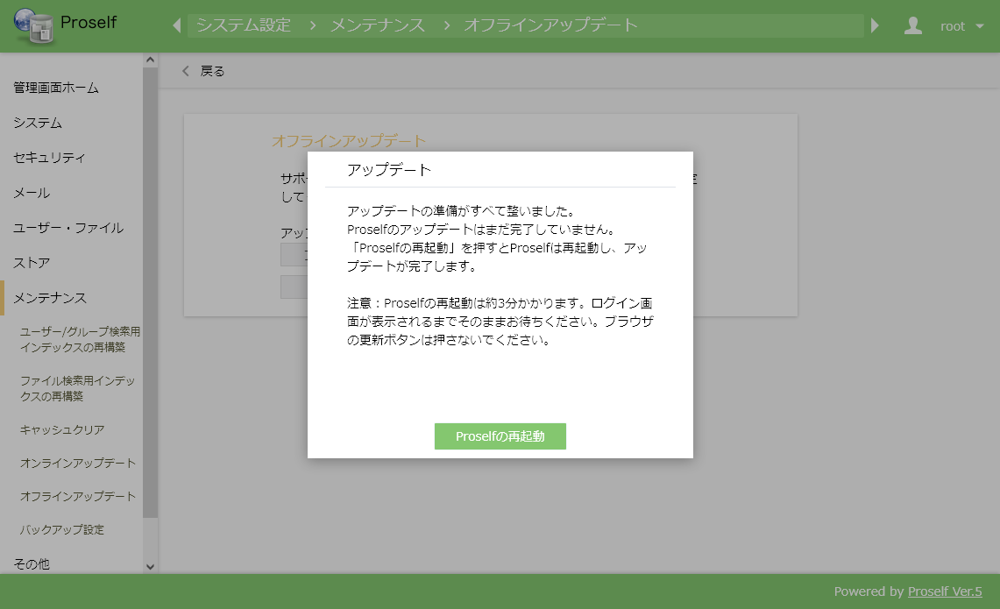 Proself
システム設定 > メンテナンス > オフラインアップデート
root
戻る
管理画面ホーム
システム
セキュリティ
メール
ユーザー・ファイル
ストア
メンテナンス
ユーザー/グループ検索用
インデックスの再構築
ファイル検索用インデッ
クスの再構築
キャッシュクリア
オンラインアップデート
オフラインアップデート
バックアップ設定
その他
オフラインアップデート
サポ
して
アッ
アップデート
アップデートの準備がすべて整いました。
Proselfのアップデートはまだ完了していません。
「Proselfの再起動」を押すとProselfは再起動し、アッ
プデートが完了します。
注意：Proselfの再起動は約3分かかります。ログイン画
面が表示されるまでそのままお待ちください。ブラウザ
の更新ボタンは押さないでください。
Proselfの再起動
Powered by Proself Ver.5